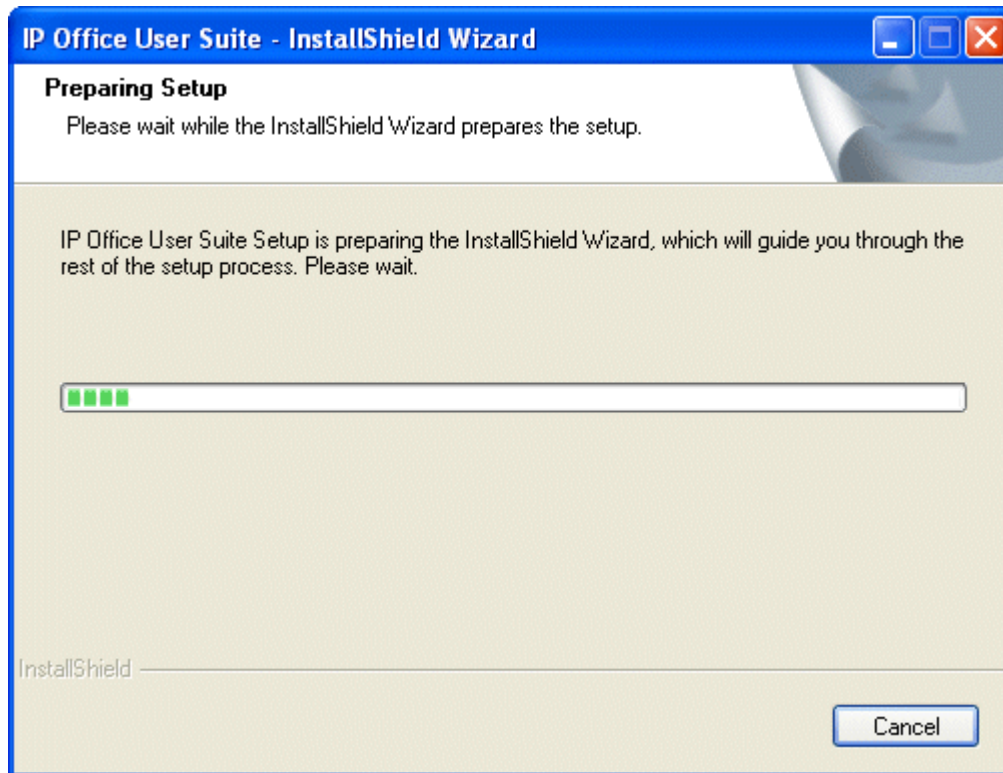 IP Office User Suite - InstallShield Wizard
Preparing Setup
Please wait while the InstallShield Wizard prepares the setup.
IP Office User Suite Setup is preparing the InstallShield Wizard, which will guide you through the
rest of the setup process. Please wait.
InstallShield
Cancel